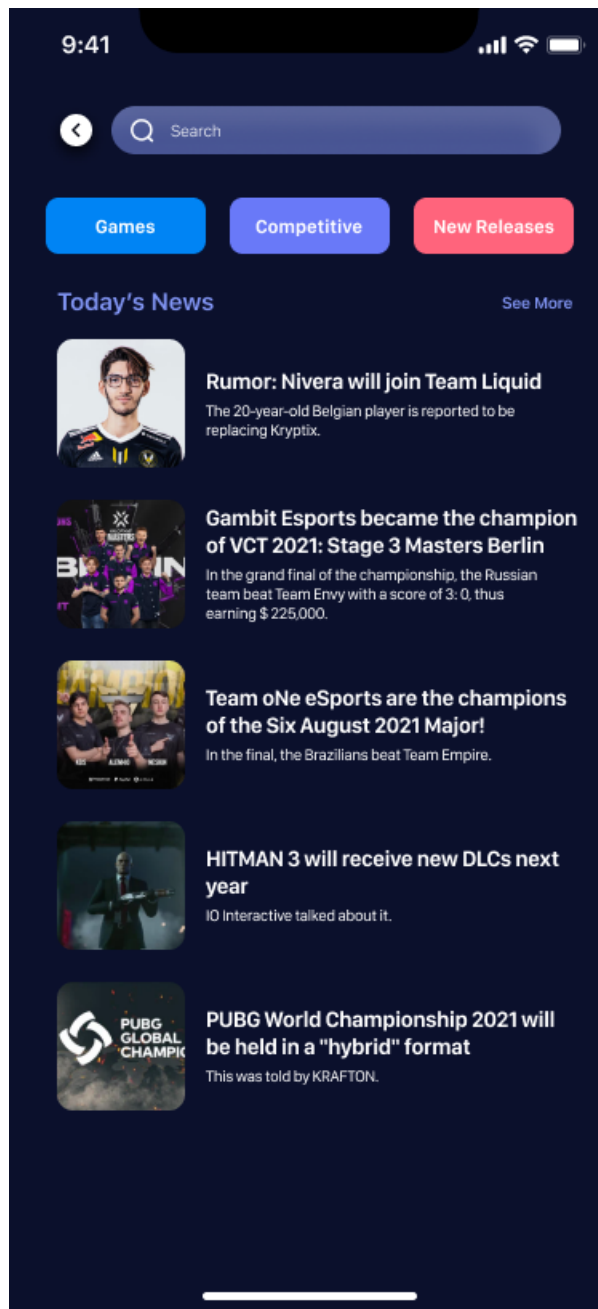 9:41
Search
Games
Competitive
New Releases
Today's News
See More
Rumor: Nivera will join Team Liquid
The 20-year-old Belgian player is reported to be
replacing Kryptix.
MASTERS
Gambit Esports became the champion
of VCT 2021: Stage 3 Masters Berlin
In the grand final of the championship, the Russian
team beat Team Envy with a score of 3: 0, thus
earning $ 225,000.
Team oNe eSports are the champions
of the Six August 2021 Major!
In the final, the Brazilians beat Team Empire.
HITMAN 3 will receive new DLCs next
year
IO Interactive talked about it.
PUBG
GLOBAL
CHAMPI
PUBG World Championship 2021 will
be held in a "hybrid" format
This was told by KRAFTON.